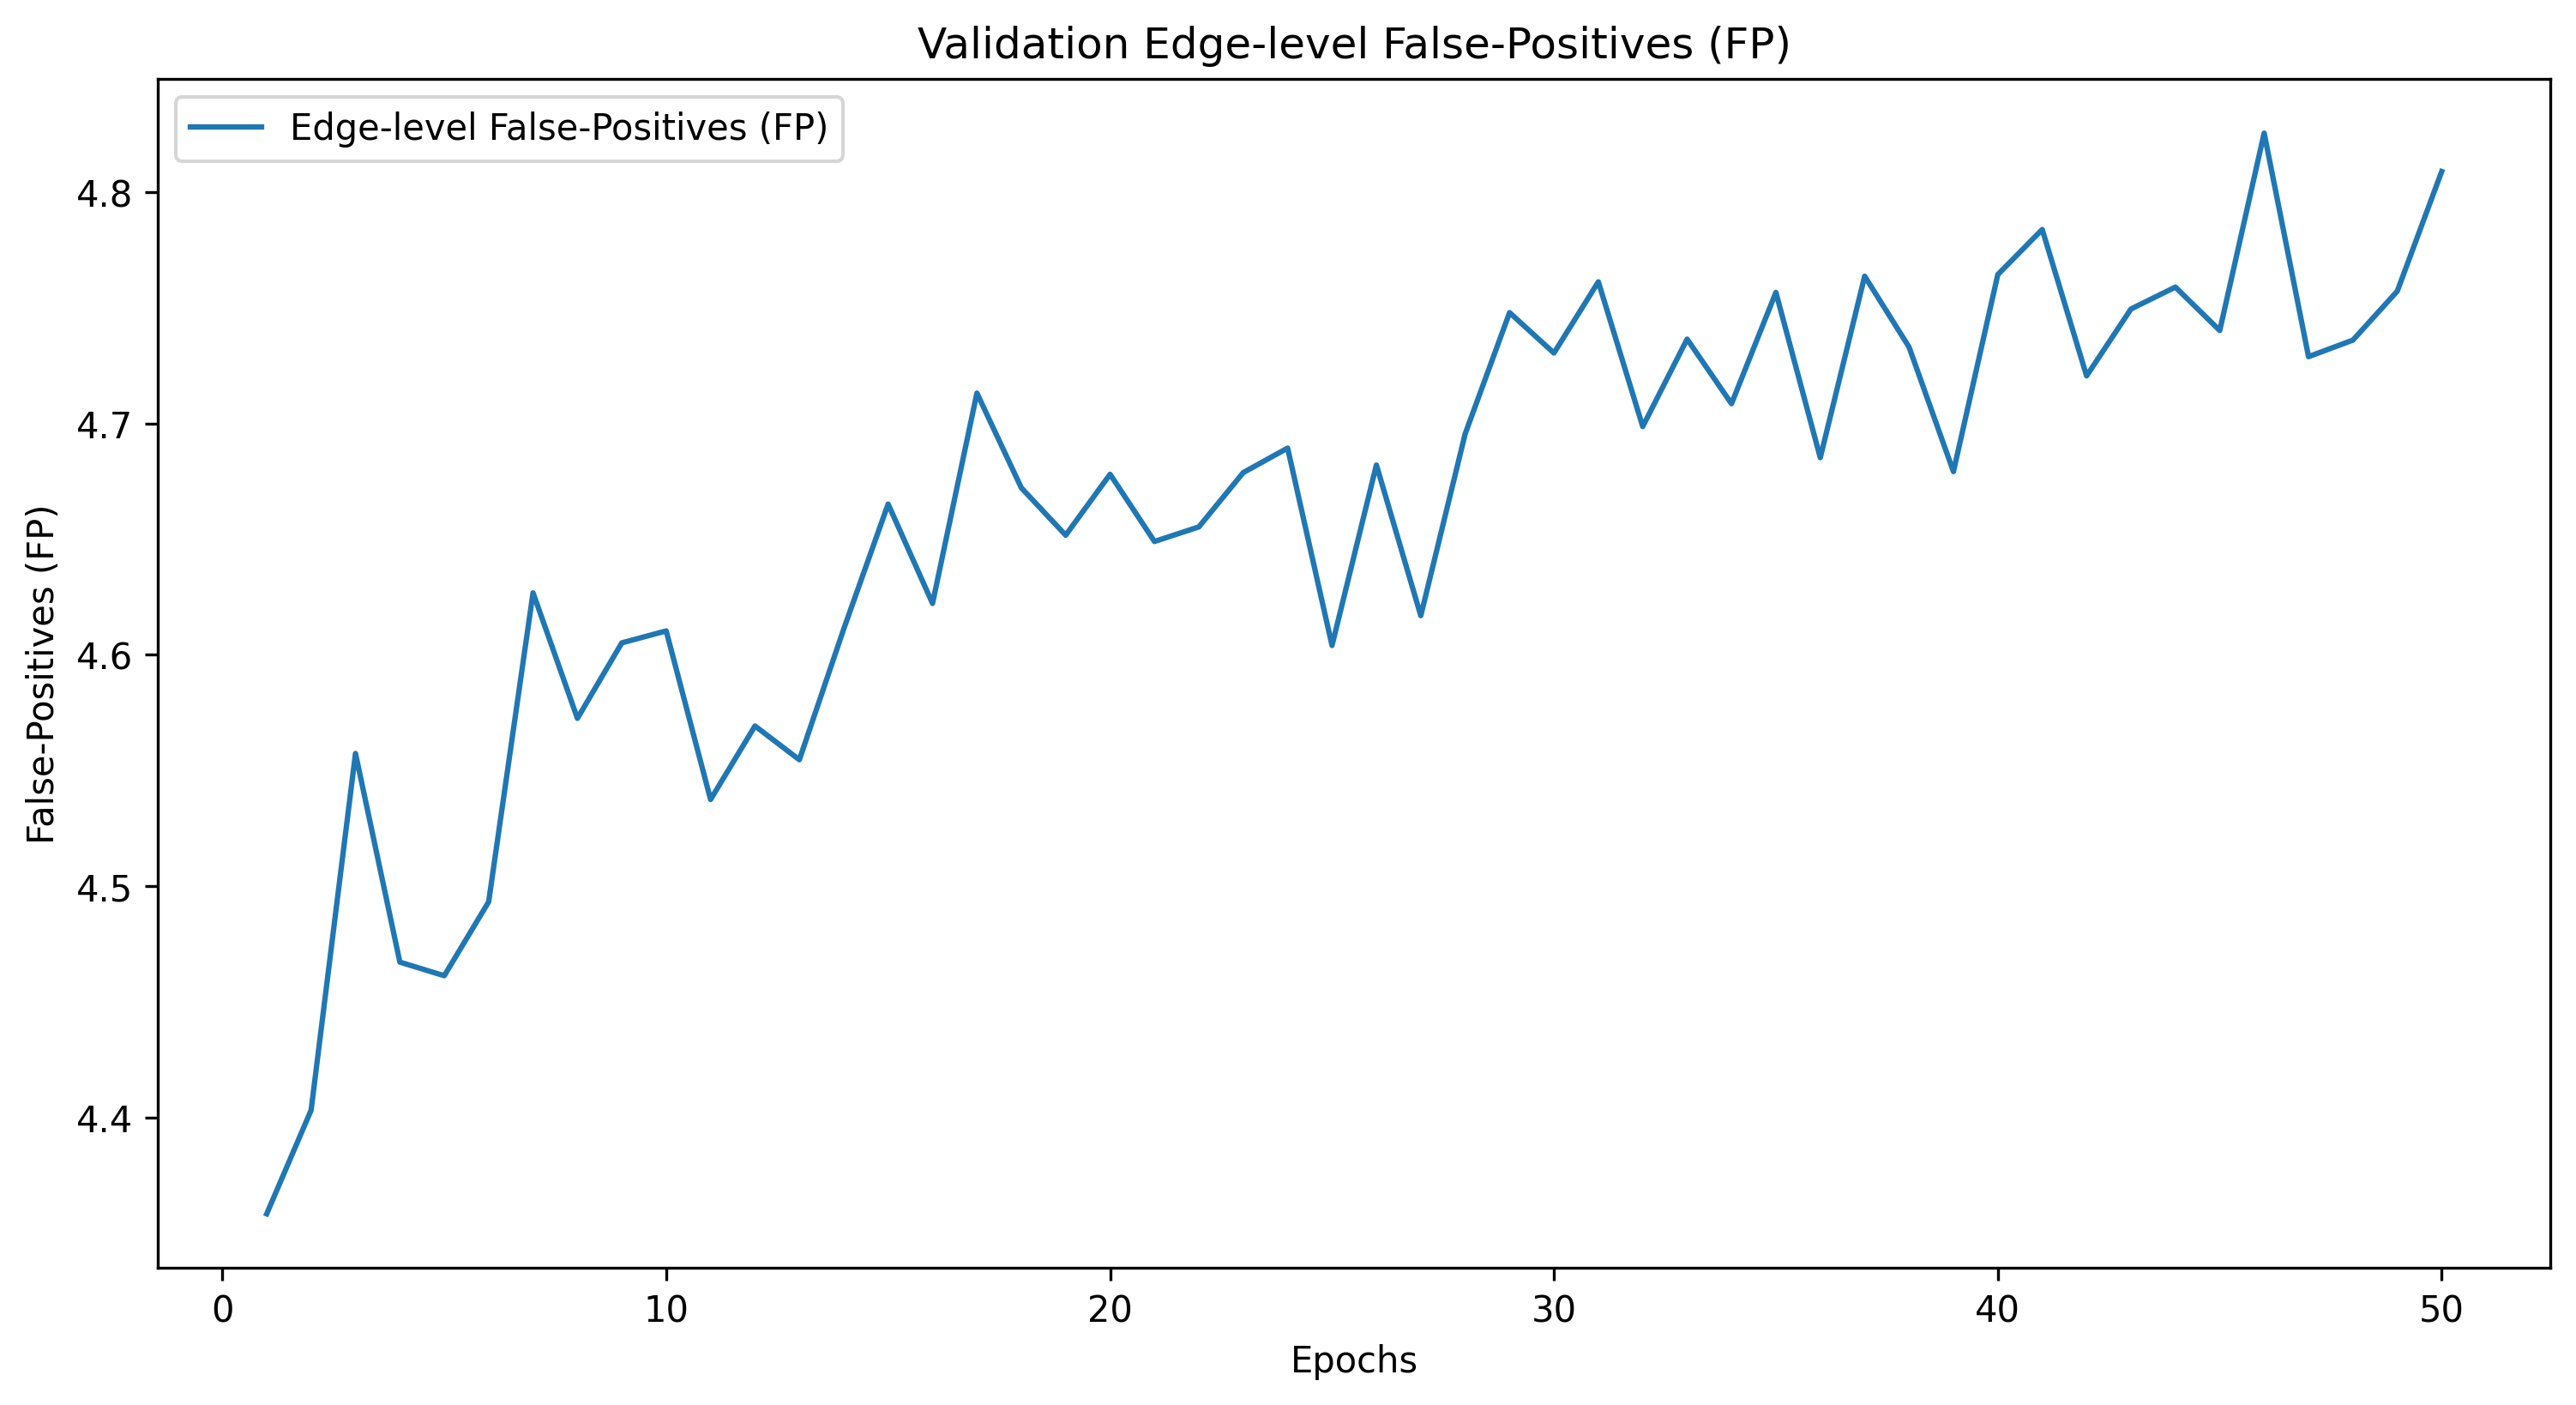 Validation Edge-level False-Positives (FP)
Edge-level False-Positives (FP)
False-Positives (FP)
4.8
4.7
4.6
4.5
4.4
0 10 20 30 40 50
Epochs